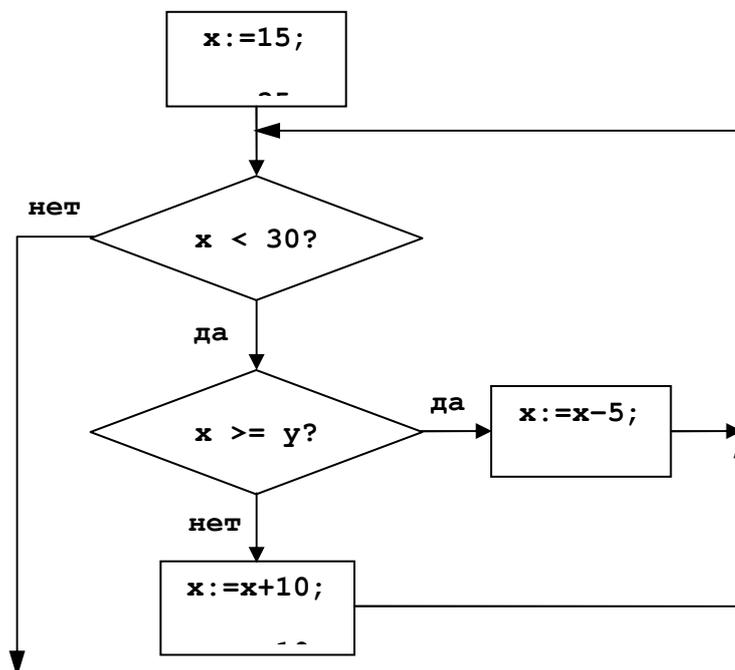 x:=15;
нет
x < 30?
да
x >= y?
да
x:=x-5;
нет
x:=x+10;